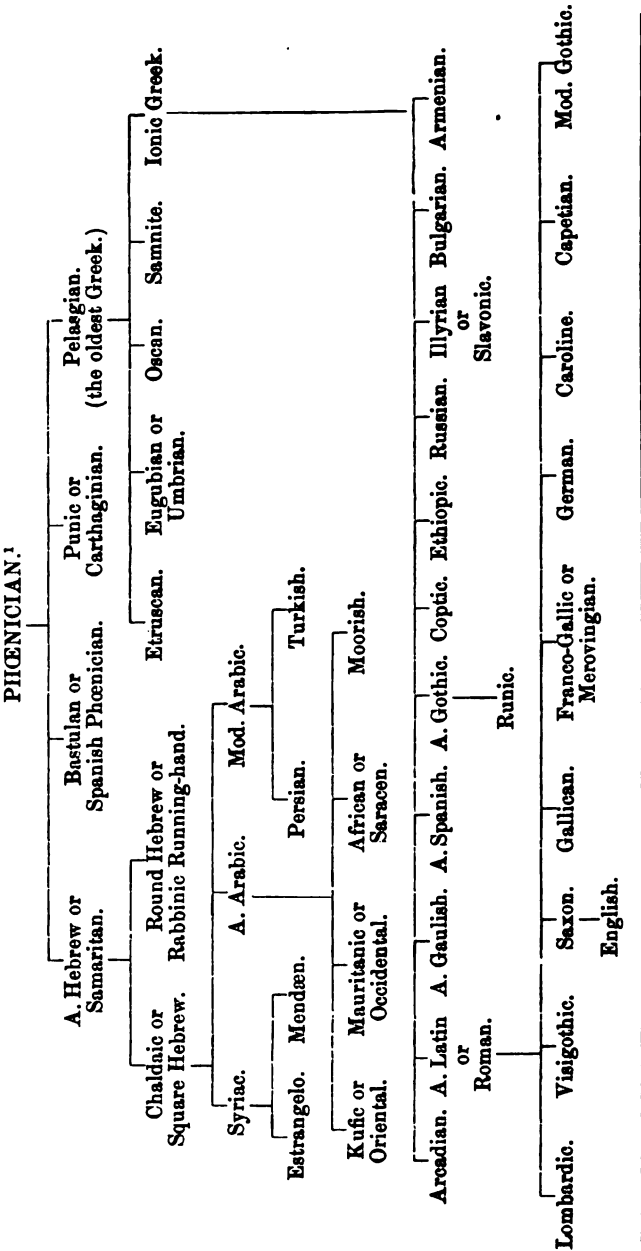 PHŒNICIAN.¹
A. Hebrew or
Samaritan.
Bastulan or
Spanish Phœnician.
Punic or
Carthaginian.
Pelasgian.
(the oldest Greek.)
Chaldaic or
Square Hebrew.
Round Hebrew or
Rabbinic Running-hand.
Etruscan.
Eugubian or
Umbrian.
Oscan.
Samnite.
Ionic Greek.
Syriac.
A. Arabic.
Mod. Arabic.
Estrangelo.
Mendæn.
Persian.
Turkish.
Kufic or
Oriental.
Mauritanic or
Occidental.
African or
Saracen.
Moorish.
Arcadian.
A. Latin
or
Roman.
A. Gaulish.
A. Spanish.
A. Gothic.
Coptic.
Ethiopic.
Russian.
Illyrian
or
Slavonic.
Bulgarian.
Armenian.
Runic.
Lombardic.
Visigothic.
Saxon.
Gallican.
Franco-Gallic or
Merovingian.
German.
Caroline.
Capetian.
Mod. Gothic.
English.